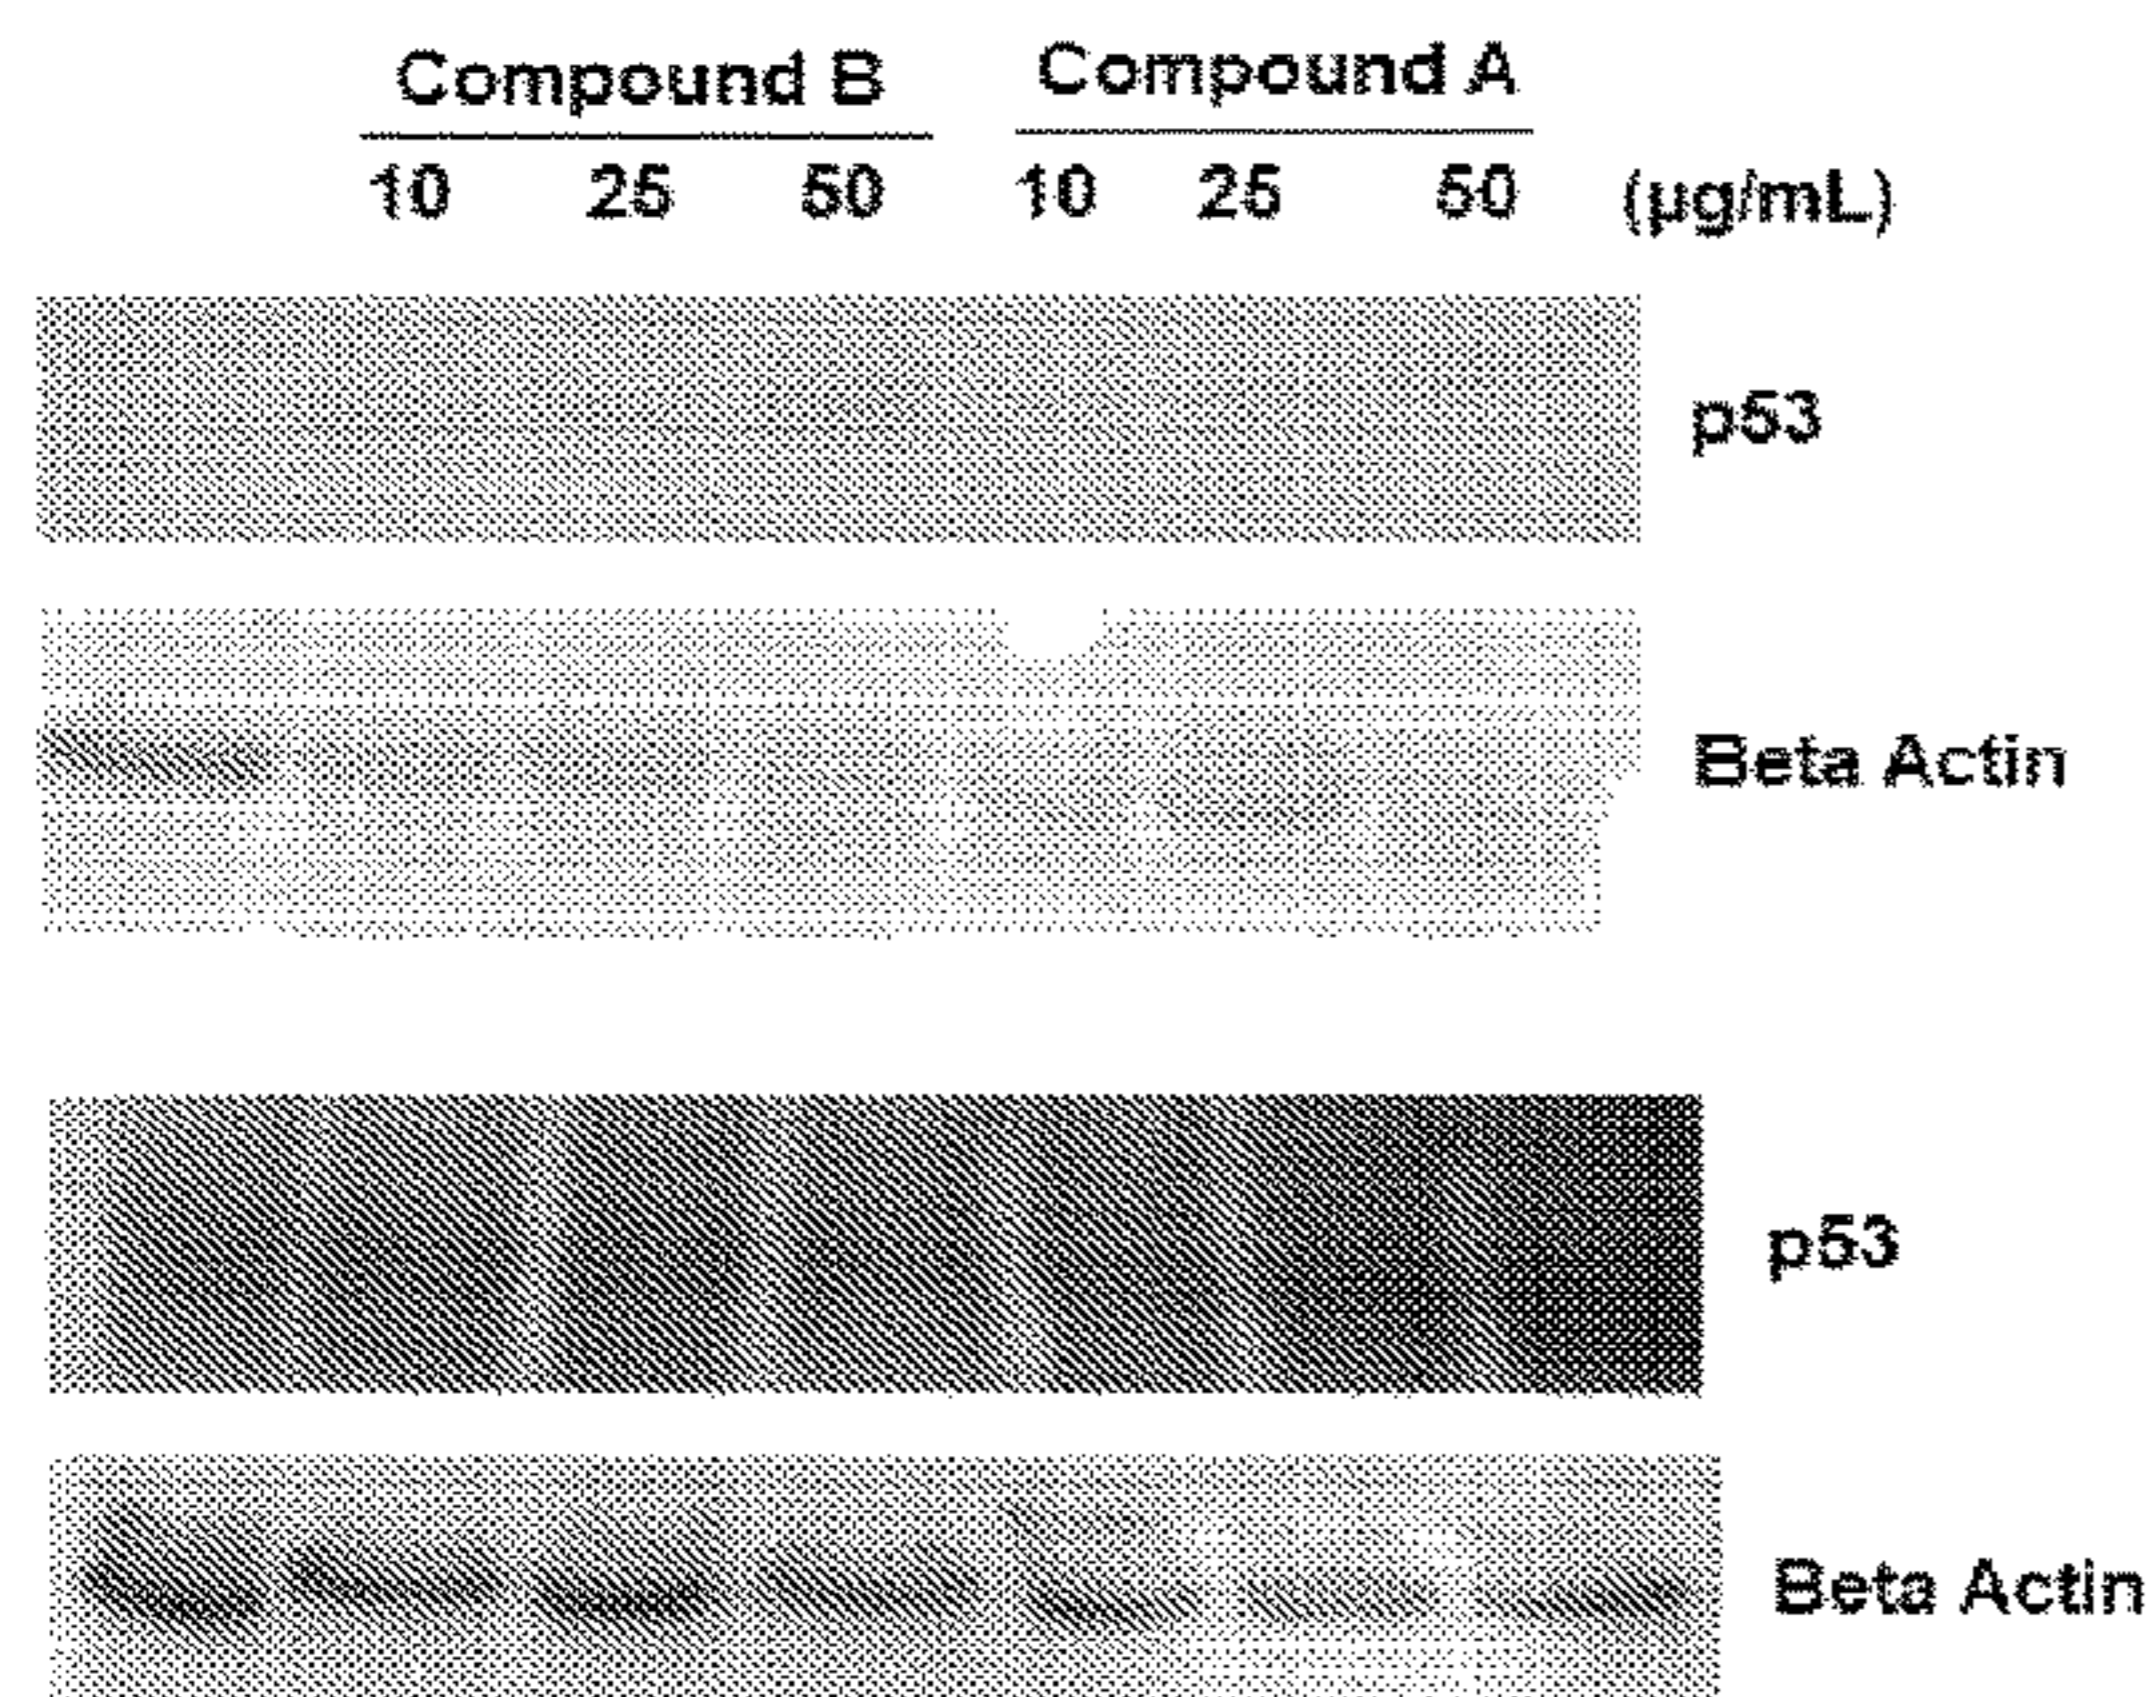 Compound B Compound A
10 25 50 10 25 50 (µg/mL)
p53
Beta Actin
p53
Beta Actin